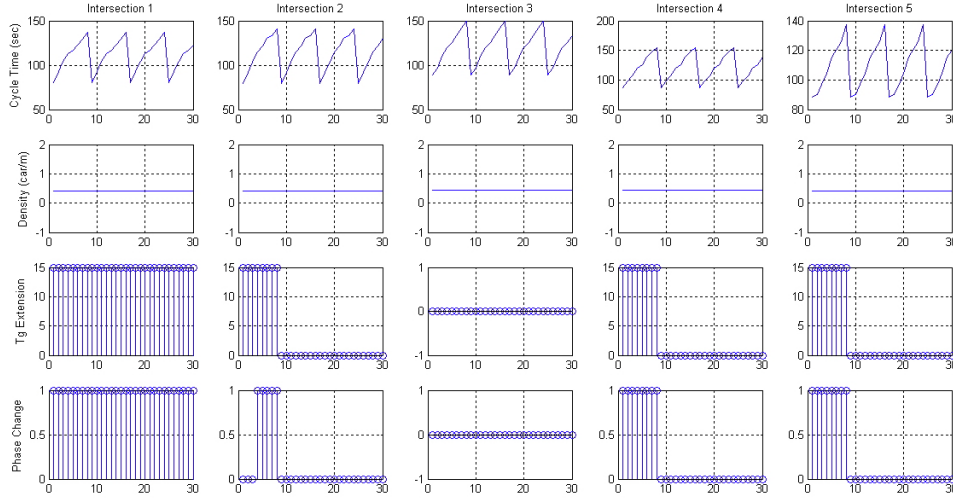 Intersection 1 Intersection 2 Intersection 3 Intersection 4 Intersection 5
Cycle Time (sec)
150 150 150 200 140
100 100 100 150 120
100 100
50 50 50 50 80
0 10 20 30 0 10 20 30 0 10 20 30 0 10 20 30 0 10 20 30
Density (car/m)
2 2 2 2 2
1 1 1 1 1
0 0 0 0 0
-1 -1 -1 -1 -1
0 10 20 30 0 10 20 30 0 10 20 30 0 10 20 30 0 10 20 30
Tg Extension
15 15 1 15 15
10 10 10 10
5 5 0 5 5
0 0 -1 0 0
0 10 20 30 0 10 20 30 0 10 20 30 0 10 20 30 0 10 20 30
Phase Change
1 1 1 1 1
0.5 0.5 0 0.5 0.5
0 0 -1 0 0
0 10 20 30 0 10 20 30 0 10 20 30 0 10 20 30 0 10 20 30